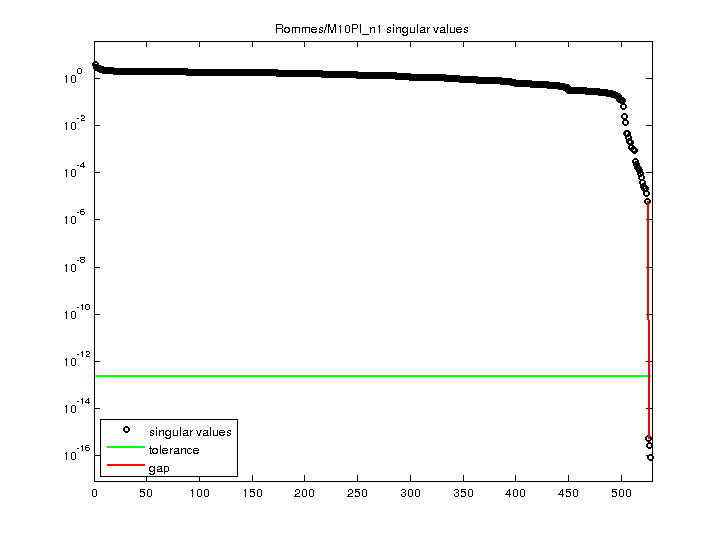 Rommes/M10PI_n1 singular values
10^0
10^-2
10^-4
10^-6
10^-8
10^-10
10^-12
10^-14
10^-16
singular values
tolerance
gap
0 50 100 150 200 250 300 350 400 450 500